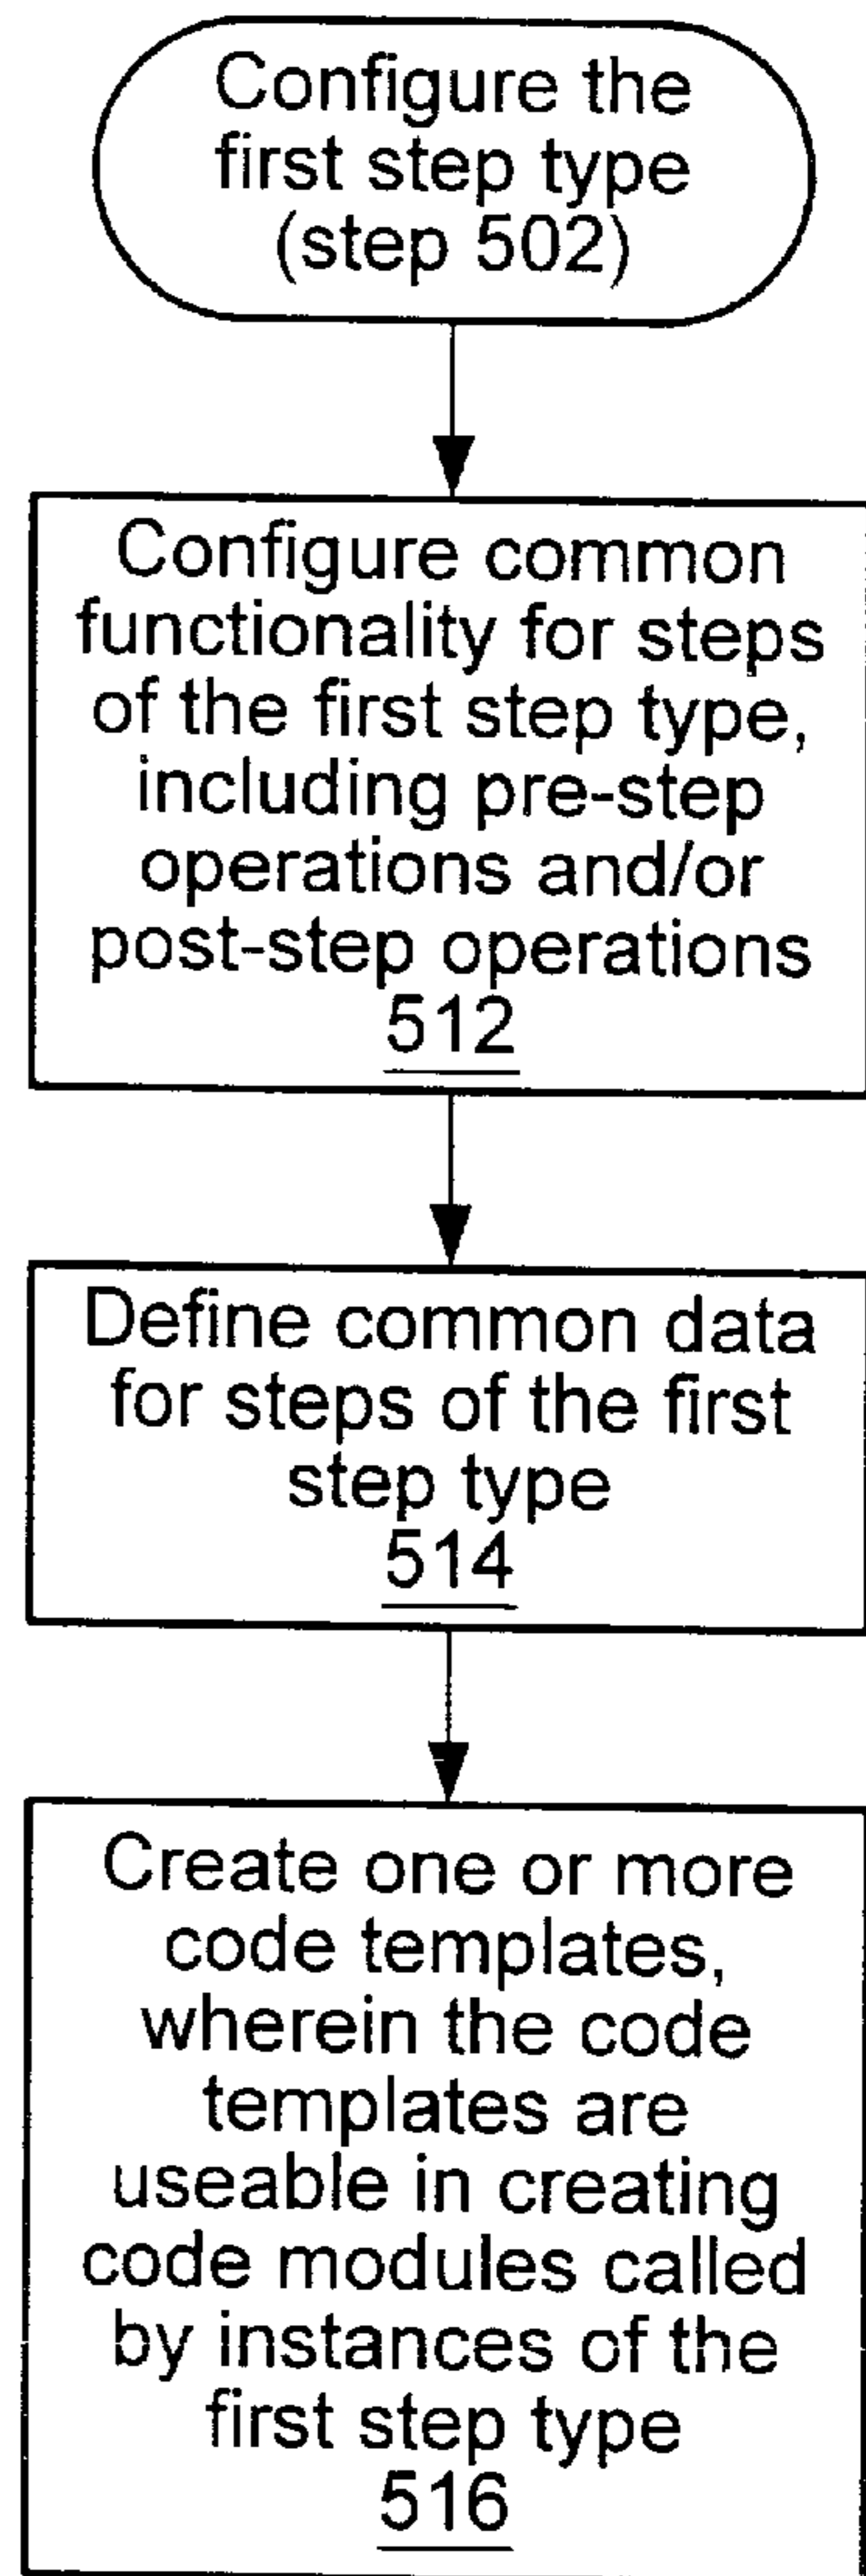 Configure the
first step type
(step 502)
Configure common
functionality for steps
of the first step type,
including pre-step
operations and/or
post-step operations
512
Define common data
for steps of the first
step type
514
Create one or more
code templates,
wherein the code
templates are
useable in creating
code modules called
by instances of the
first step type
516